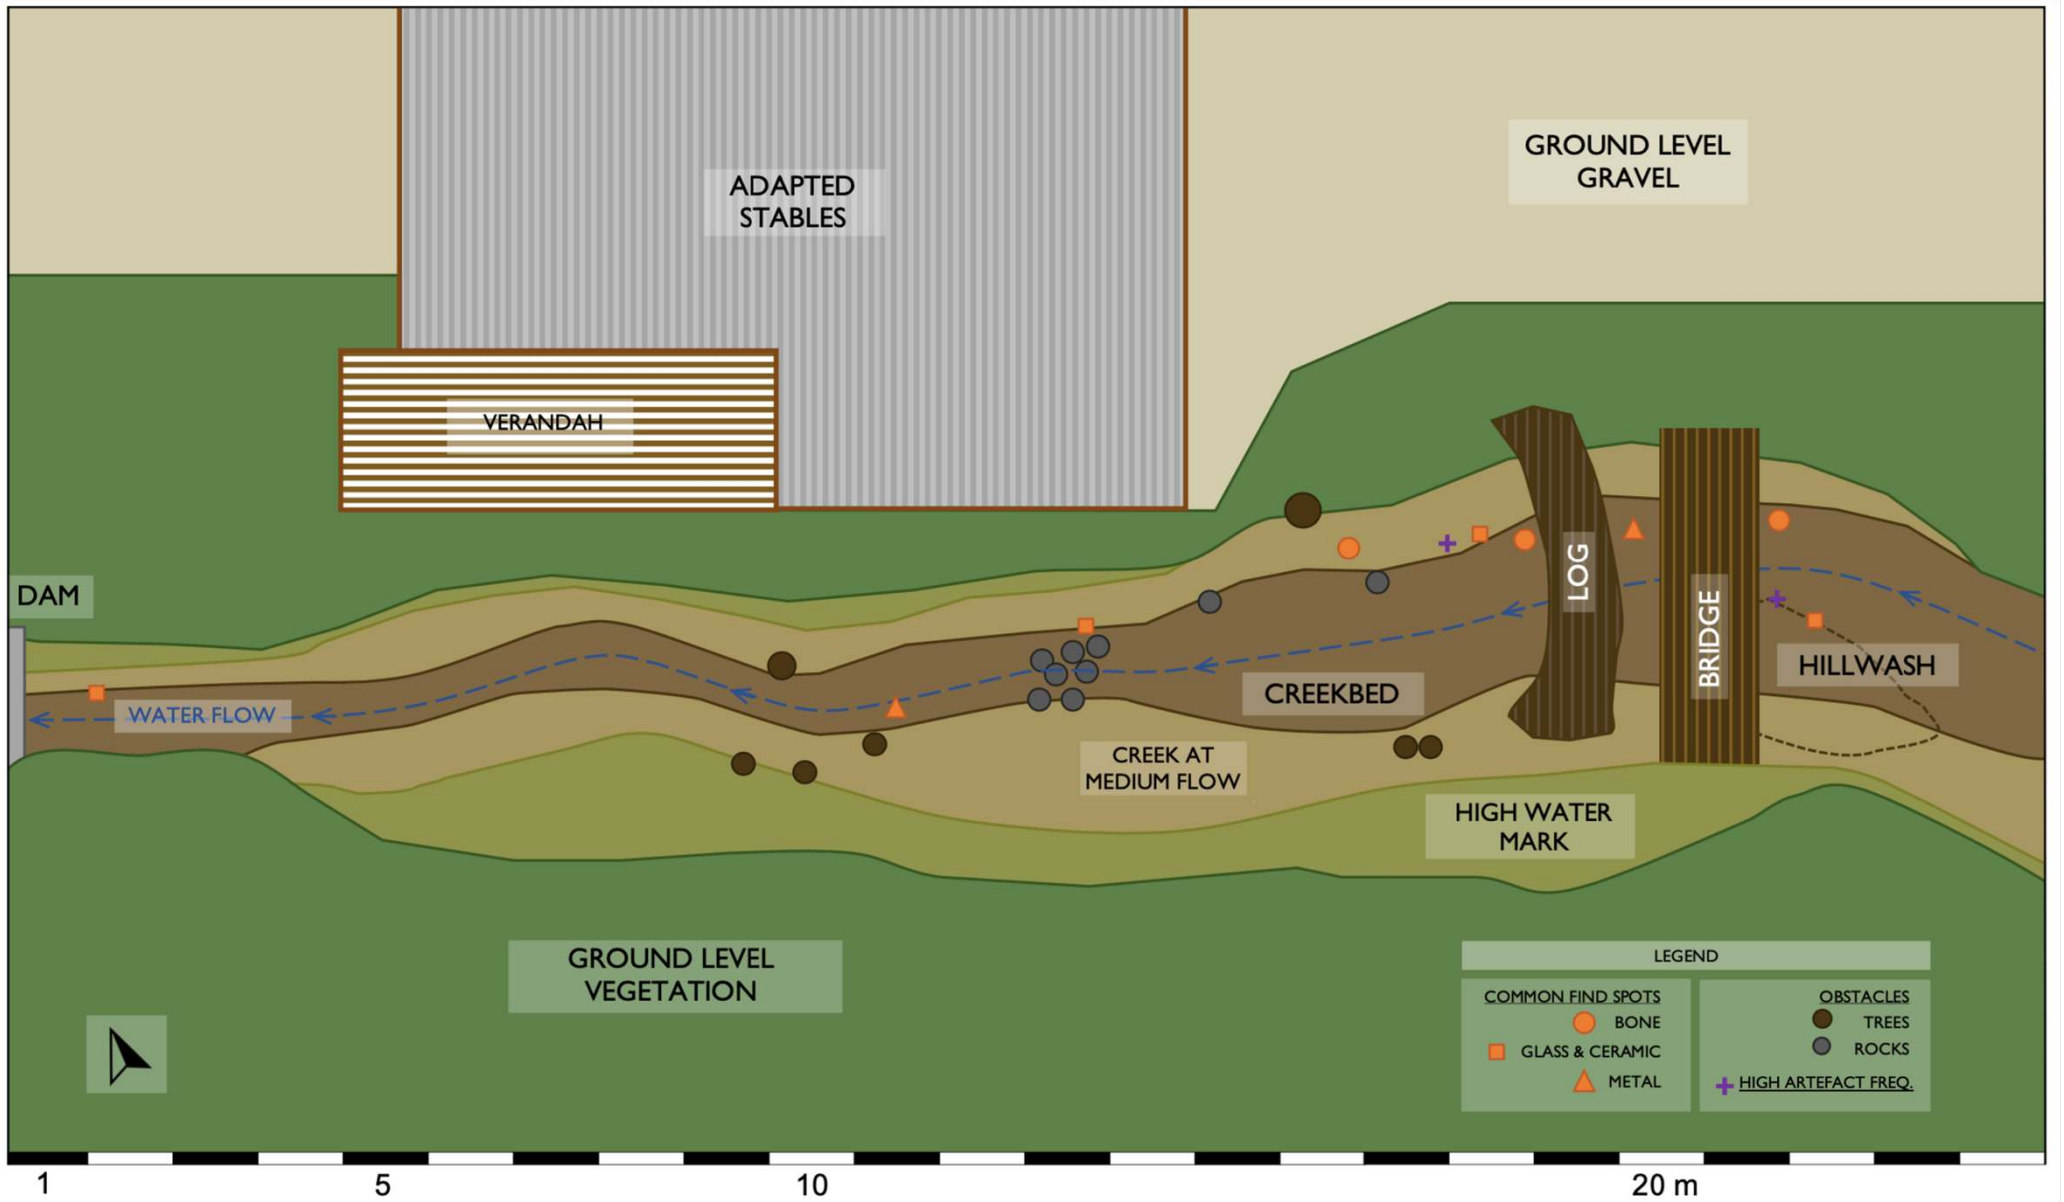 ADAPTED
STABLES
GROUND LEVEL
GRAVEL
VERANDAH
DAM
WATER FLOW
LOG
BRIDGE
HILLWASH
CREEKBED
CREEK AT
MEDIUM FLOW
HIGH WATER
MARK
GROUND LEVEL
VEGETATION
LEGEND
COMMON FIND SPOTS
BONE
GLASS & CERAMIC
METAL
OBSTACLES
TREES
ROCKS
HIGH ARTEFACT FREQ.
1 5 10 20 m